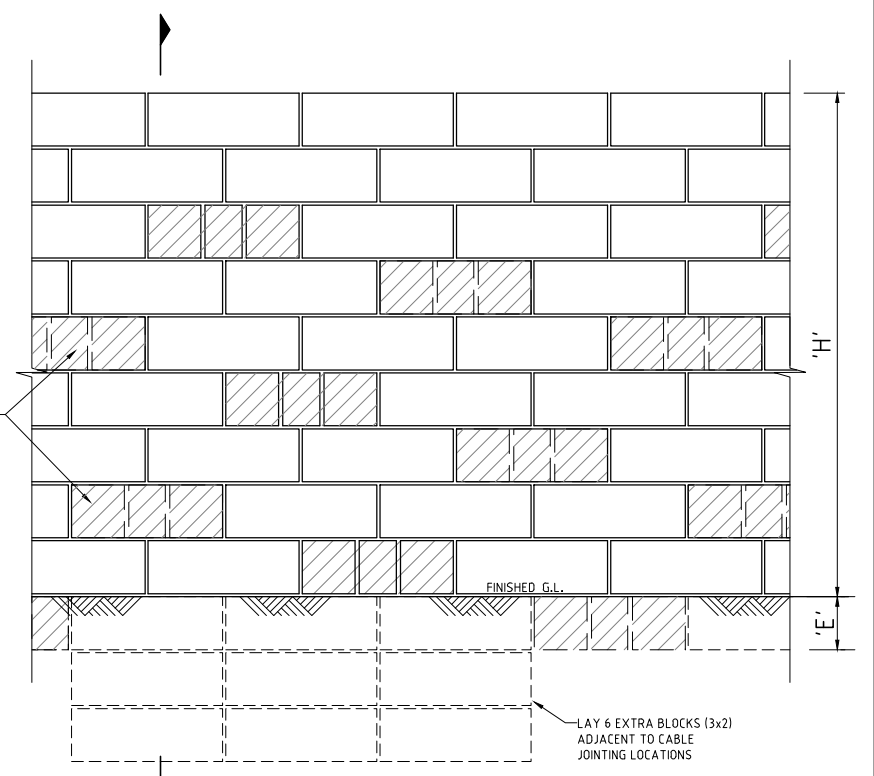 'H'
FINISHED G.L.
'E'
LAY 6 EXTRA BLOCKS (3x2)
ADJACENT TO CABLE
JOINTING LOCATIONS